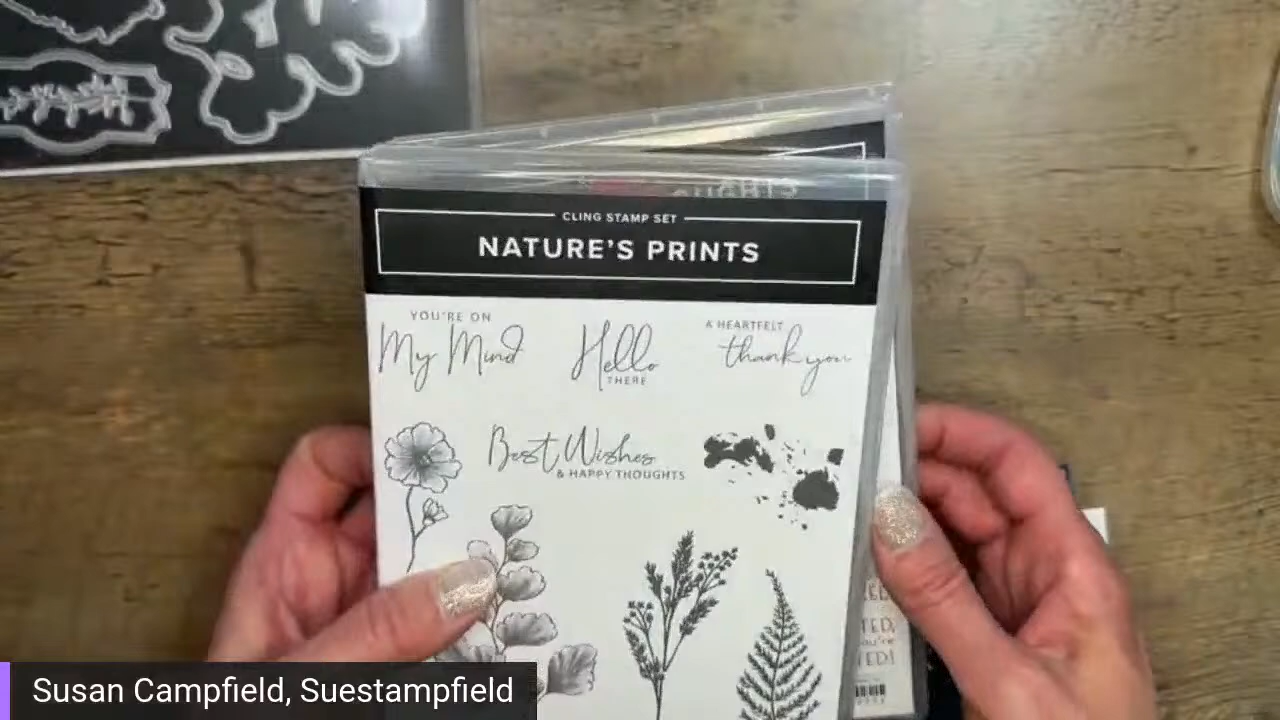 CLING STAMP SET
NATURE'S PRINTS
YOU'RE ON
My Mind
Hello
THERE
A HEARTFELT
thank you
Best Wishes
& HAPPY THOUGHTS
Susan Campfield, Suestampfield